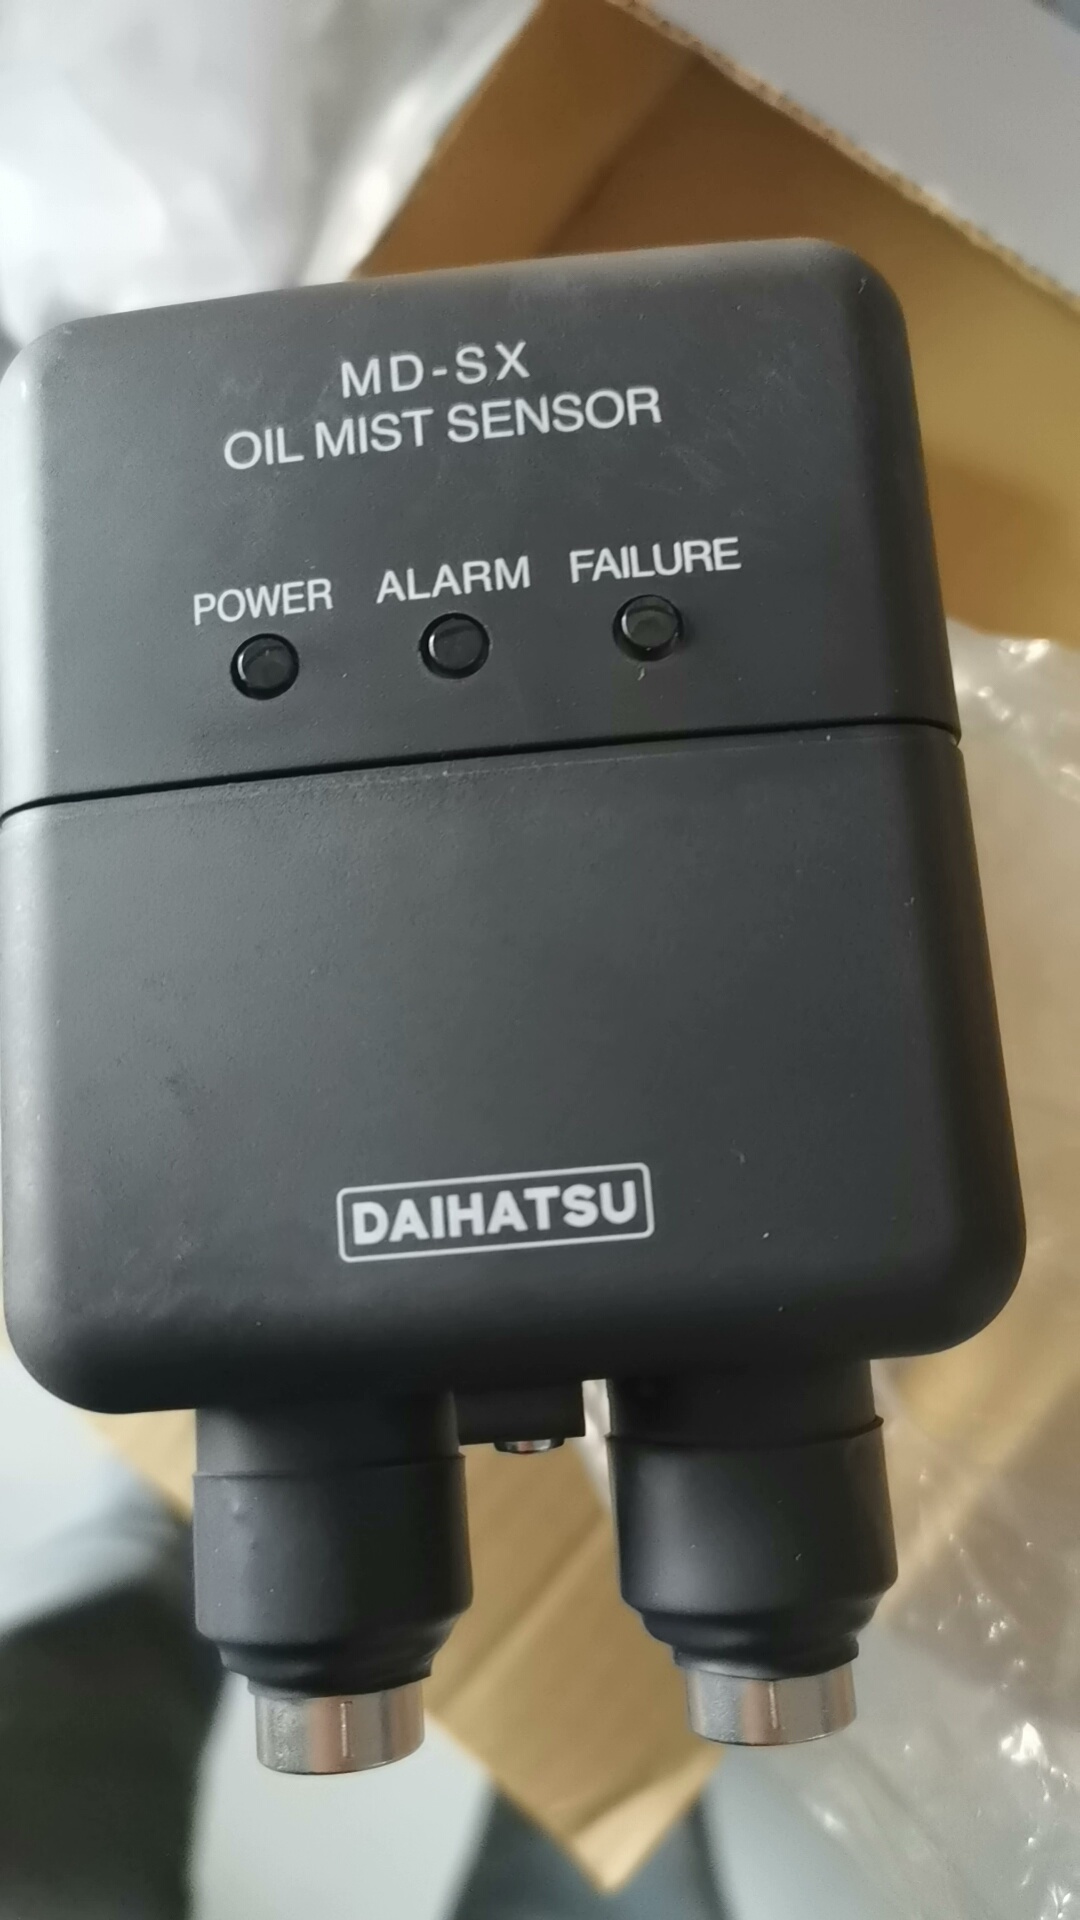 MD-SX
OIL MIST SENSOR
POWER ALARM FAILURE
DAIHATSU